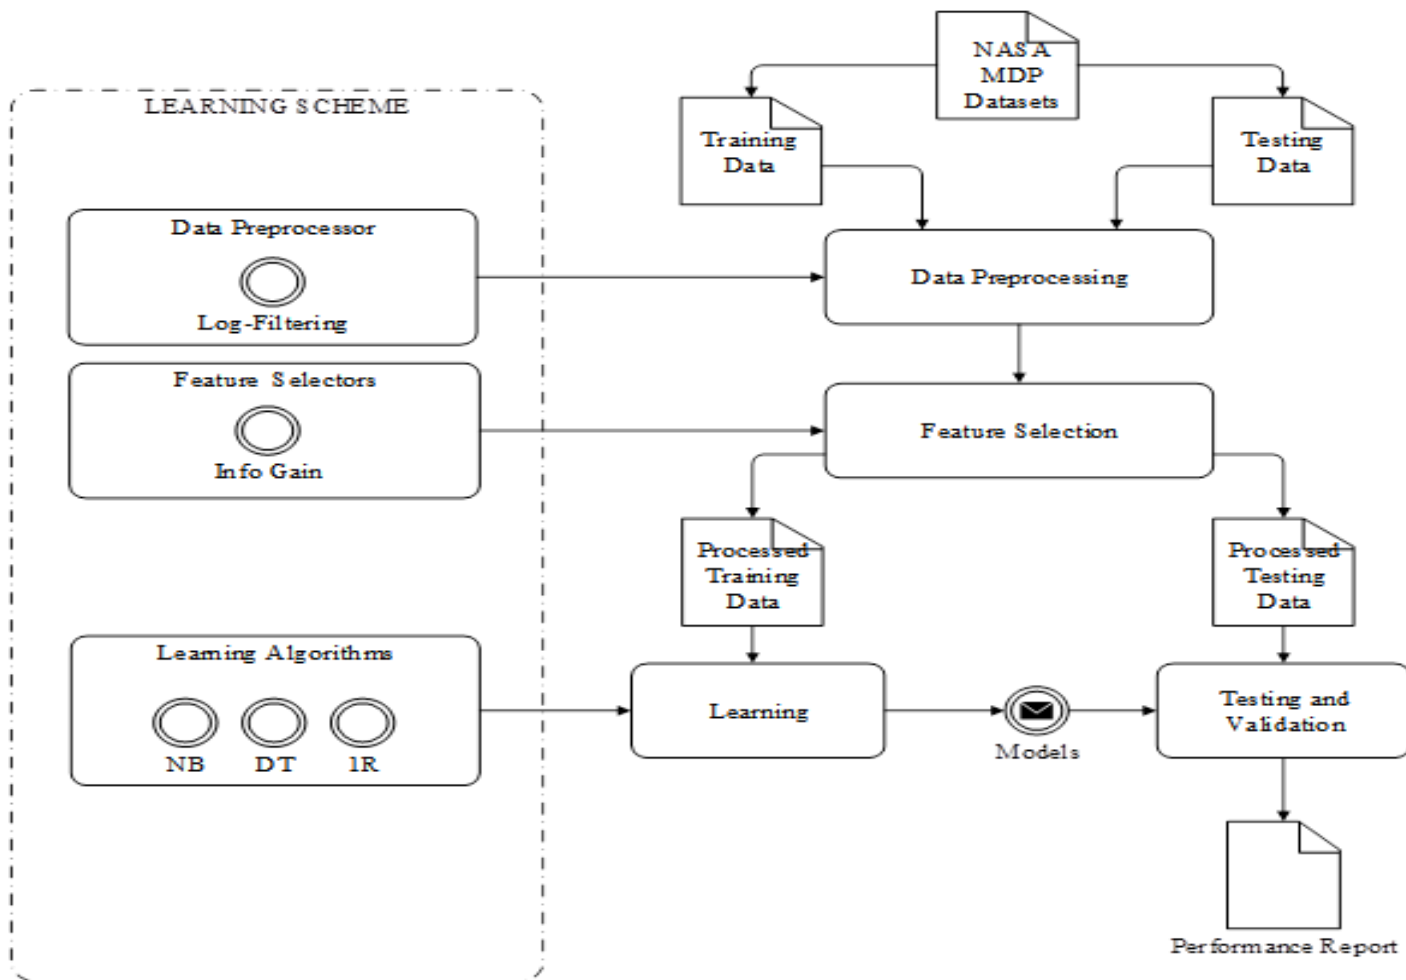 NASA
MDP
Datasets
LEARNING SCHEME
Training
Data
Testing
Data
Data Preprocessor
Log-Filtering
Data Preprocessing
Feature Selectors
Info Gain
Feature Selection
Processed
Training
Data
Processed
Testing
Data
Learning Algorithms
NB DT 1R
Learning
Models
Testing and
Validation
Performance Report